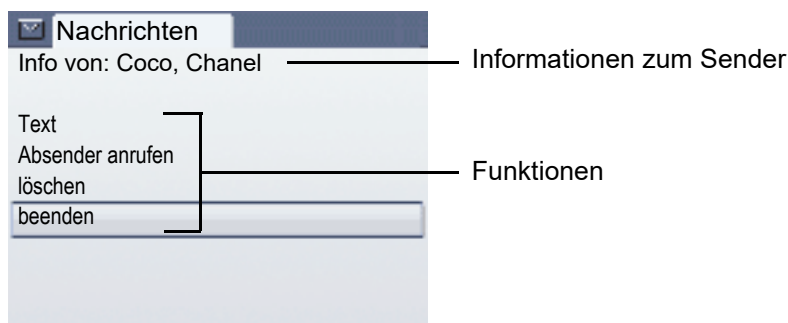 Nachrichten
Info von: Coco, Chanel
Informationen zum Sender
Text
Absender anrufen
löschen
beenden
Funktionen